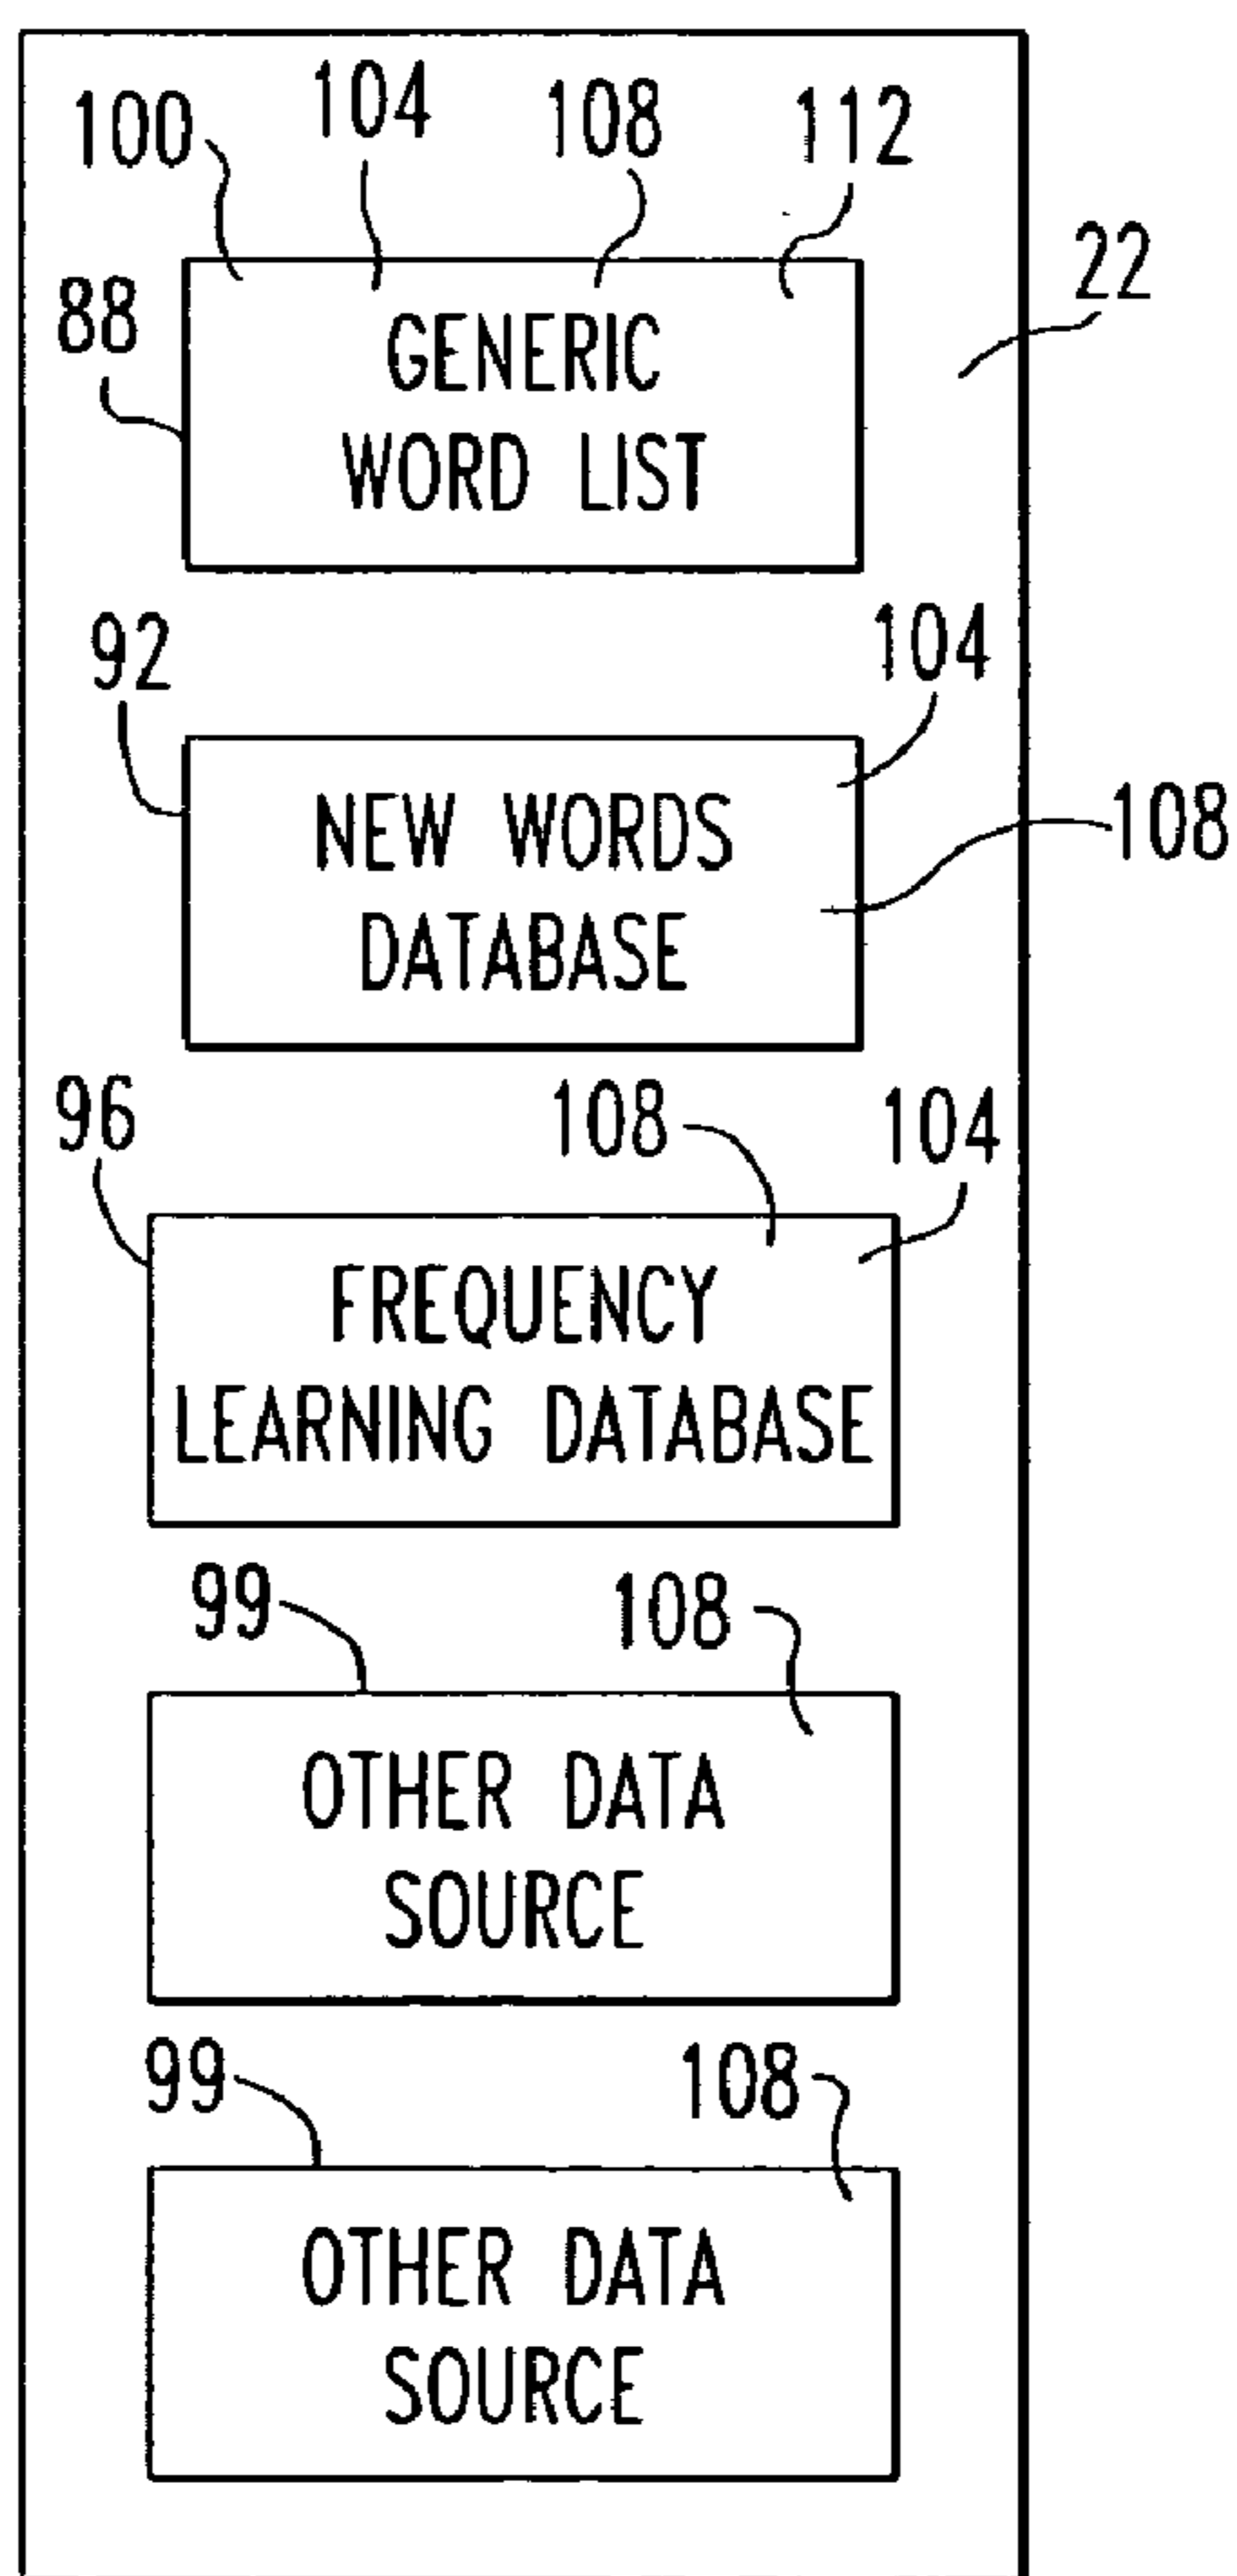 100 104 108 112
22
88
GENERIC
WORD LIST
92
104
NEW WORDS
108
DATABASE
96
108
104
FREQUENCY
LEARNING DATABASE
99
108
OTHER DATA
SOURCE
99
108
OTHER DATA
SOURCE